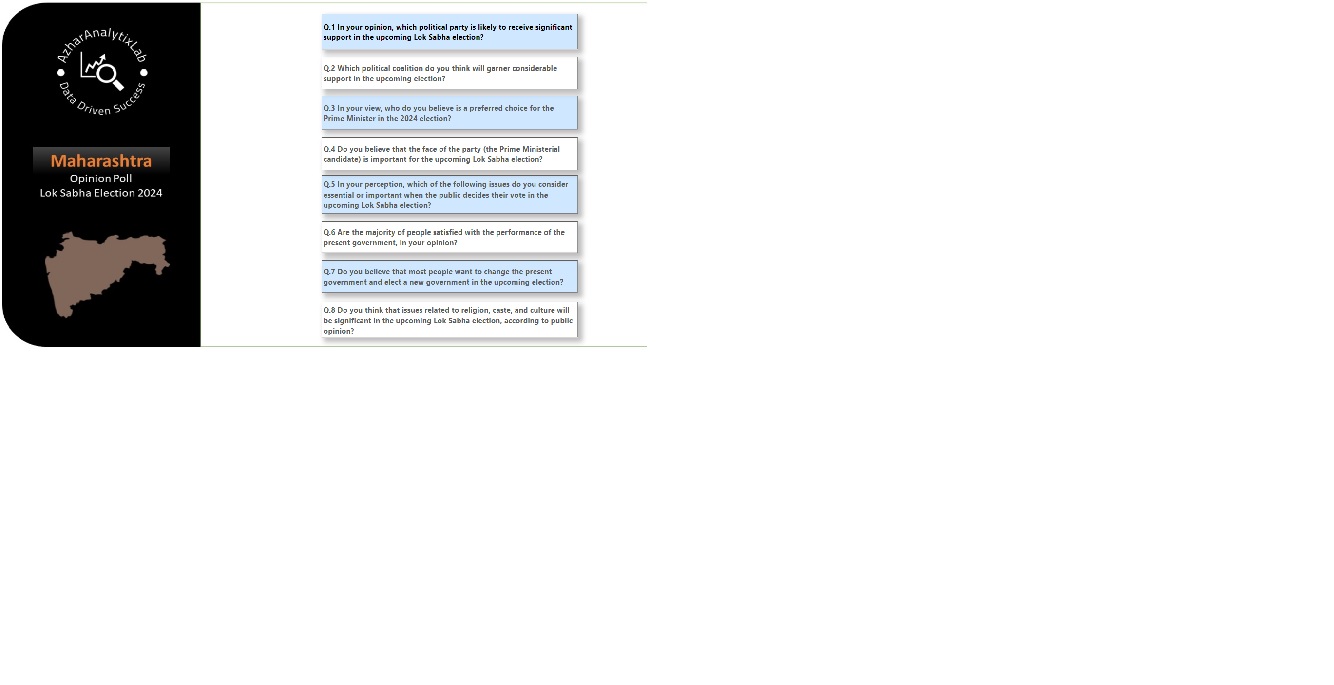 AzharAnalytixLab
Data Driven Success
Maharashtra
Opinion Poll
Lok Sabha Election 2024
Q.1 In your opinion, which political party is likely to receive significant
support in the upcoming Lok Sabha election?
Q.2 Which political coalition do you think will garner considerable
support in the upcoming election?
Q.3 In your view, who do you believe is a preferred choice for the
Prime Minister in the 2024 election?
Q.4 Do you believe that the face of the party (the Prime Ministerial
candidate) is important for the upcoming Lok Sabha election?
Q.5 In your perception, which of the following issues do you consider
essential or important when the public decides their vote in the
upcoming Lok Sabha election?
Q.6 Are the majority of people satisfied with the performance of the
present government, in your opinion?
Q.7 Do you believe that most people want to change the present
government and elect a new government in the upcoming election?
Q.8 Do you think that issues related to religion, caste, and culture will
be significant in the upcoming Lok Sabha election, according to public
opinion?